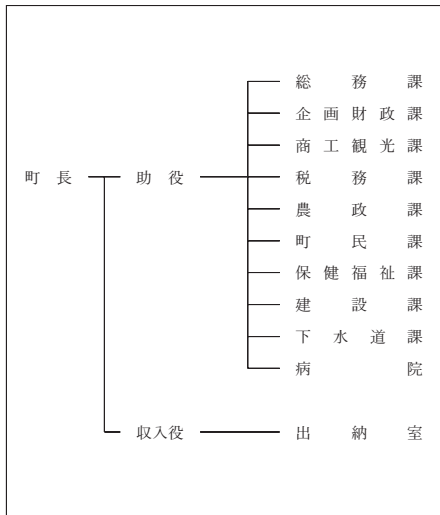 総務課
企画財政課
商工観光課
町長 助役 税務課
農政課
町民課
保健福祉課
建設課
下水道課
病院
収入役 出納室